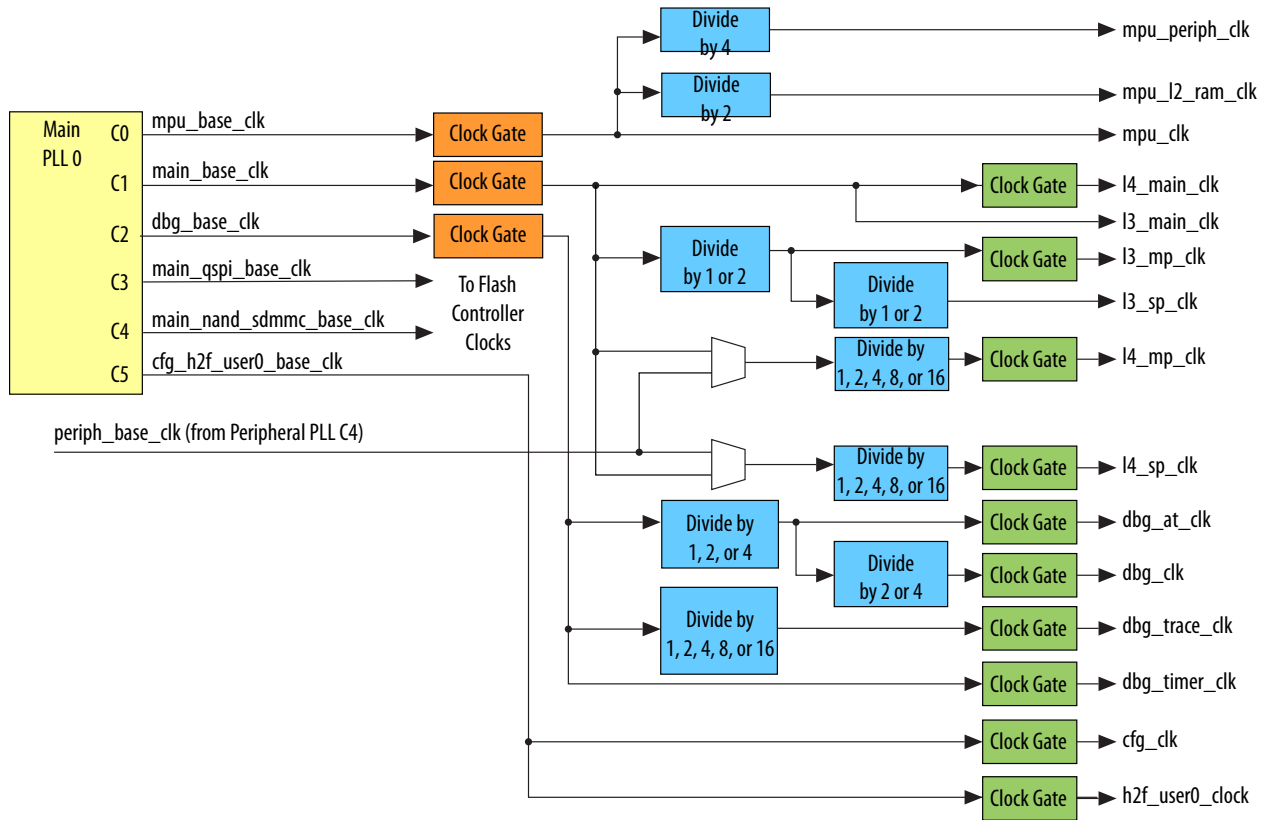 Divide
by 4
mpu_periph_clk
Divide
by 2
mpu_l2_ram_clk
Main
PLL 0
C0
mpu_base_clk
Clock Gate
mpu_clk
C1
main_base_clk
Clock Gate
Clock Gate
l4_main_clk
l3_main_clk
C2
dbg_base_clk
Clock Gate
Divide
by 1 or 2
Clock Gate
l3_mp_clk
C3
main_qspi_base_clk
To Flash
Controller
Clocks
Divide
by 1 or 2
l3_sp_clk
C4
main_nand_sdmmc_base_clk
C5
cfg_h2f_user0_base_clk
Divide by
1, 2, 4, 8, or 16
Clock Gate
l4_mp_clk
periph_base_clk (from Peripheral PLL C4)
Divide by
1, 2, 4, 8, or 16
Clock Gate
l4_sp_clk
Divide by
1, 2, or 4
Clock Gate
dbg_at_clk
Divide
by 2 or 4
Clock Gate
dbg_clk
Divide by
1, 2, 4, 8, or 16
Clock Gate
dbg_trace_clk
Clock Gate
dbg_timer_clk
Clock Gate
cfg_clk
Clock Gate
h2f_user0_clock